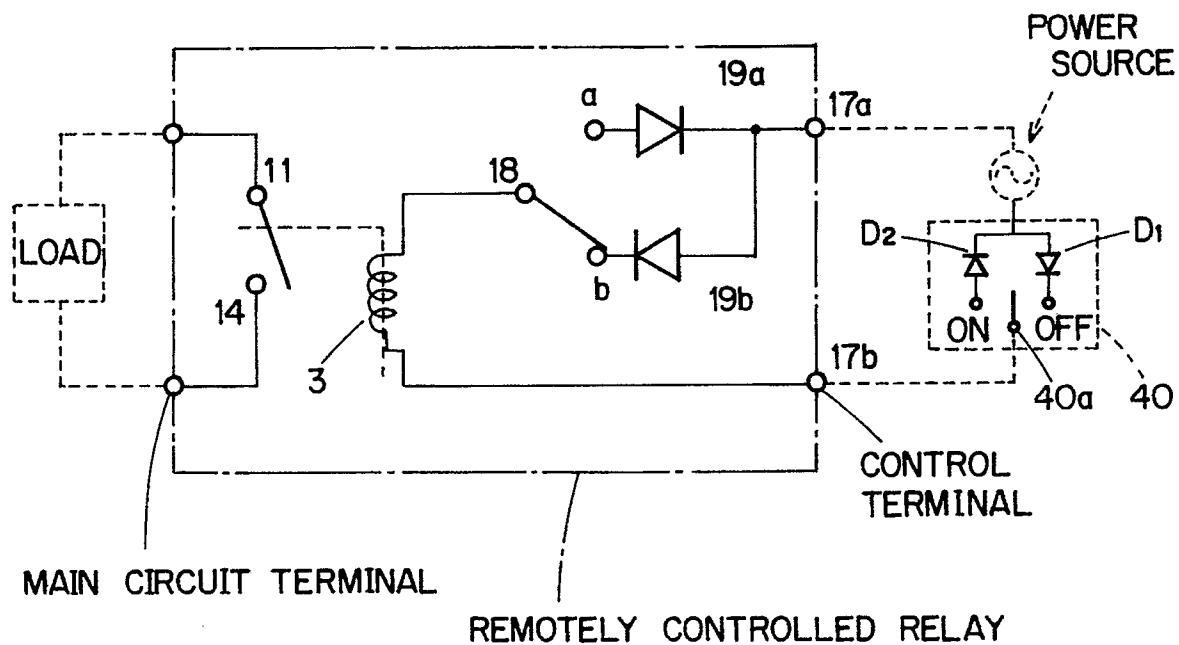 POWER
SOURCE
19a
17a
a
11
18
D2
D1
LOAD
b
19b
14
ON
OFF
3
17b
40a
40
CONTROL
TERMINAL
MAIN CIRCUIT TERMINAL
REMOTELY CONTROLLED RELAY